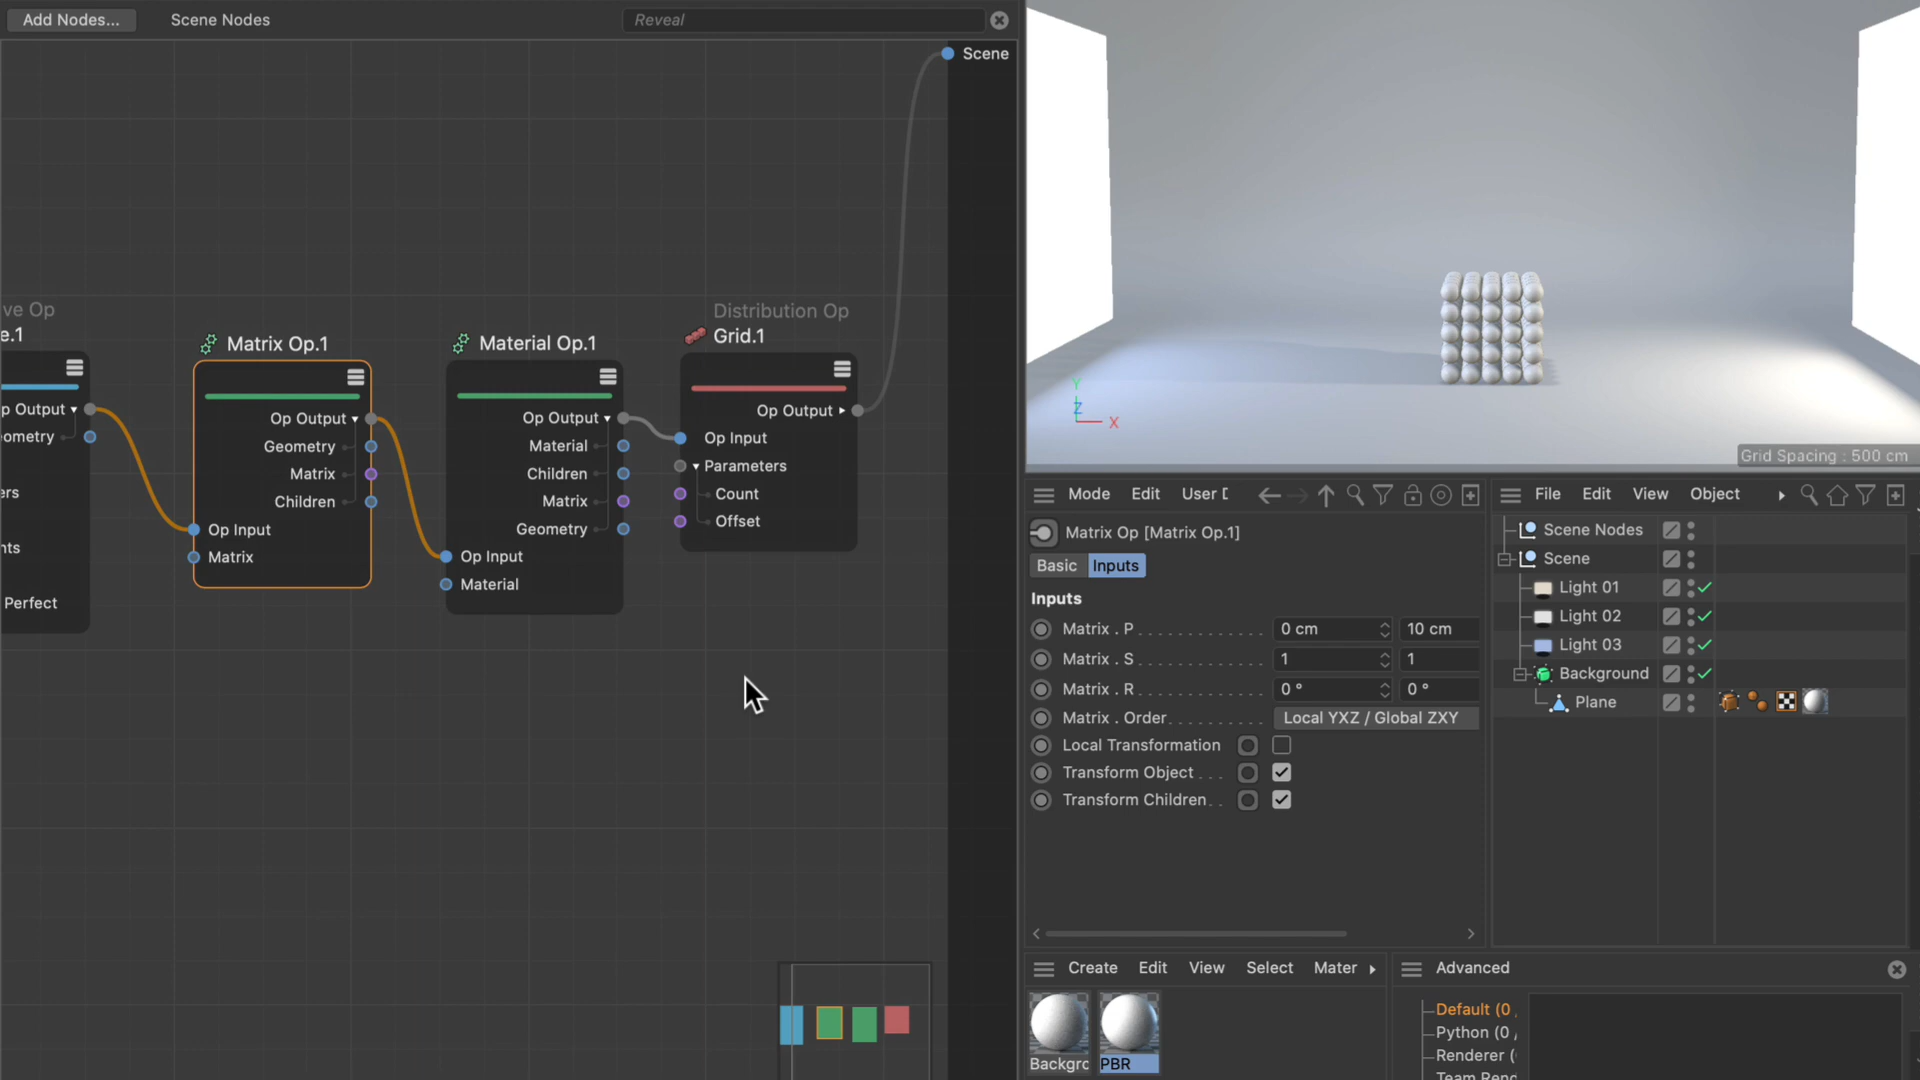 Add Nodes...
Scene Nodes
Reveal
Scene
ve Op
e.1
p Output
eometry
ers
nts
Perfect
Matrix Op.1
Op Output
Geometry
Matrix
Children
Op Input
Matrix
Material Op.1
Op Output
Material
Children
Matrix
Geometry
Op Input
Material
Distribution Op
Grid.1
Op Output
Op Input
Parameters
Count
Offset
Y
Z
X
Grid Spacing : 500 cm
Mode Edit User
Matrix Op [Matrix Op.1]
Basic Inputs
Inputs
Matrix . P 0 cm 10 cm
Matrix . S 1 1
Matrix . R 0 ° 0 °
Matrix . Order Local YXZ / Global ZXY
Local Transformation
Transform Object
Transform Children
File Edit View Object
Scene Nodes
Scene
Light 01
Light 02
Light 03
Background
Plane
Create Edit View Select Mater
Backgro
PBR
Advanced
Default (0 ,
Python (0 ,
Renderer (
Team Rend